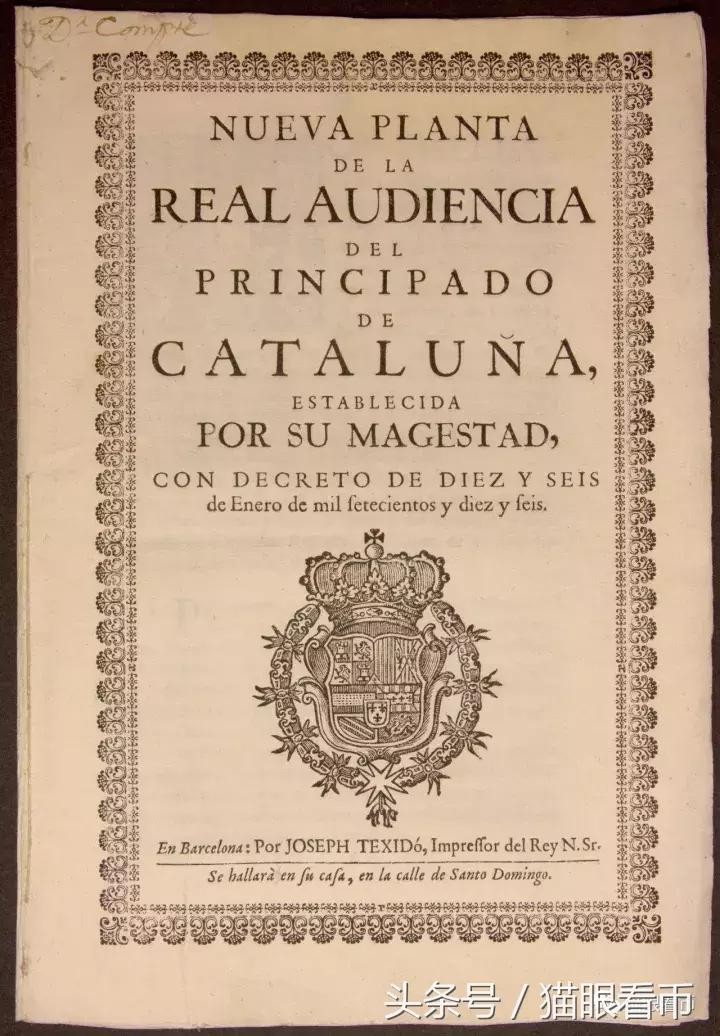 Dª Compte
NUEVA PLANTA
DE LA
REAL AUDIENCIA
DEL
PRINCIPADO
DE
CATALUÑA,
ESTABLECIDA
POR SU MAGESTAD,
CON DECRETO DE DIEZ Y SEIS
de Enero de mil ſetecientos y diez y ſeis.
En Barcelona: Por JOSEPH TEXIDó, Impreſſor del Rey N. Sr.
Se hallarà en ſu caſa, en la calle de Santo Domingo.
头条号 / 猫眼看币